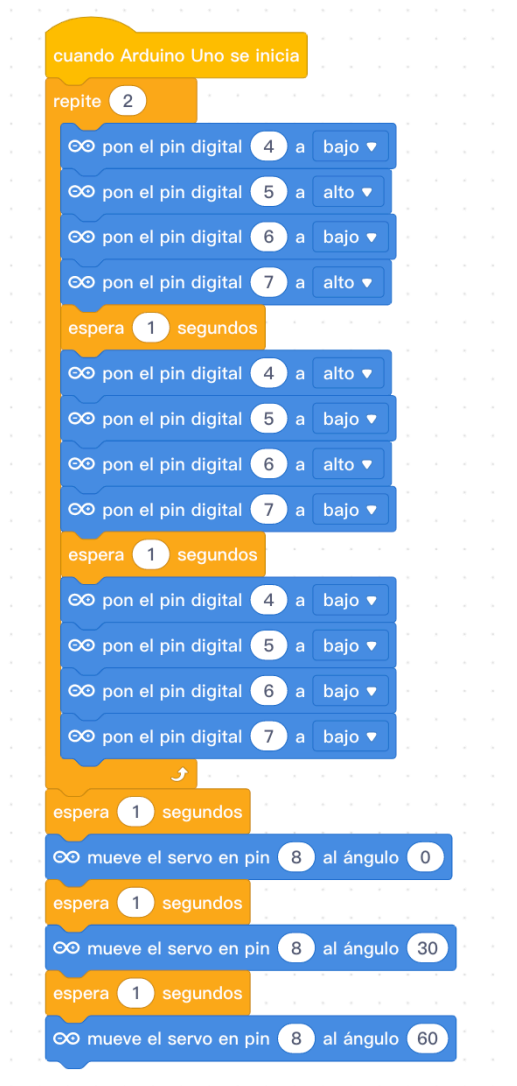 cuando Arduino Uno se inicia
repite 2
pon el pin digital 4 a bajo
pon el pin digital 5 a alto
pon el pin digital 6 a bajo
pon el pin digital 7 a alto
espera 1 segundos
pon el pin digital 4 a alto
pon el pin digital 5 a bajo
pon el pin digital 6 a alto
pon el pin digital 7 a bajo
espera 1 segundos
pon el pin digital 4 a bajo
pon el pin digital 5 a bajo
pon el pin digital 6 a bajo
pon el pin digital 7 a bajo
espera 1 segundos
mueve el servo en pin 8 al ángulo 0
espera 1 segundos
mueve el servo en pin 8 al ángulo 30
espera 1 segundos
mueve el servo en pin 8 al ángulo 60